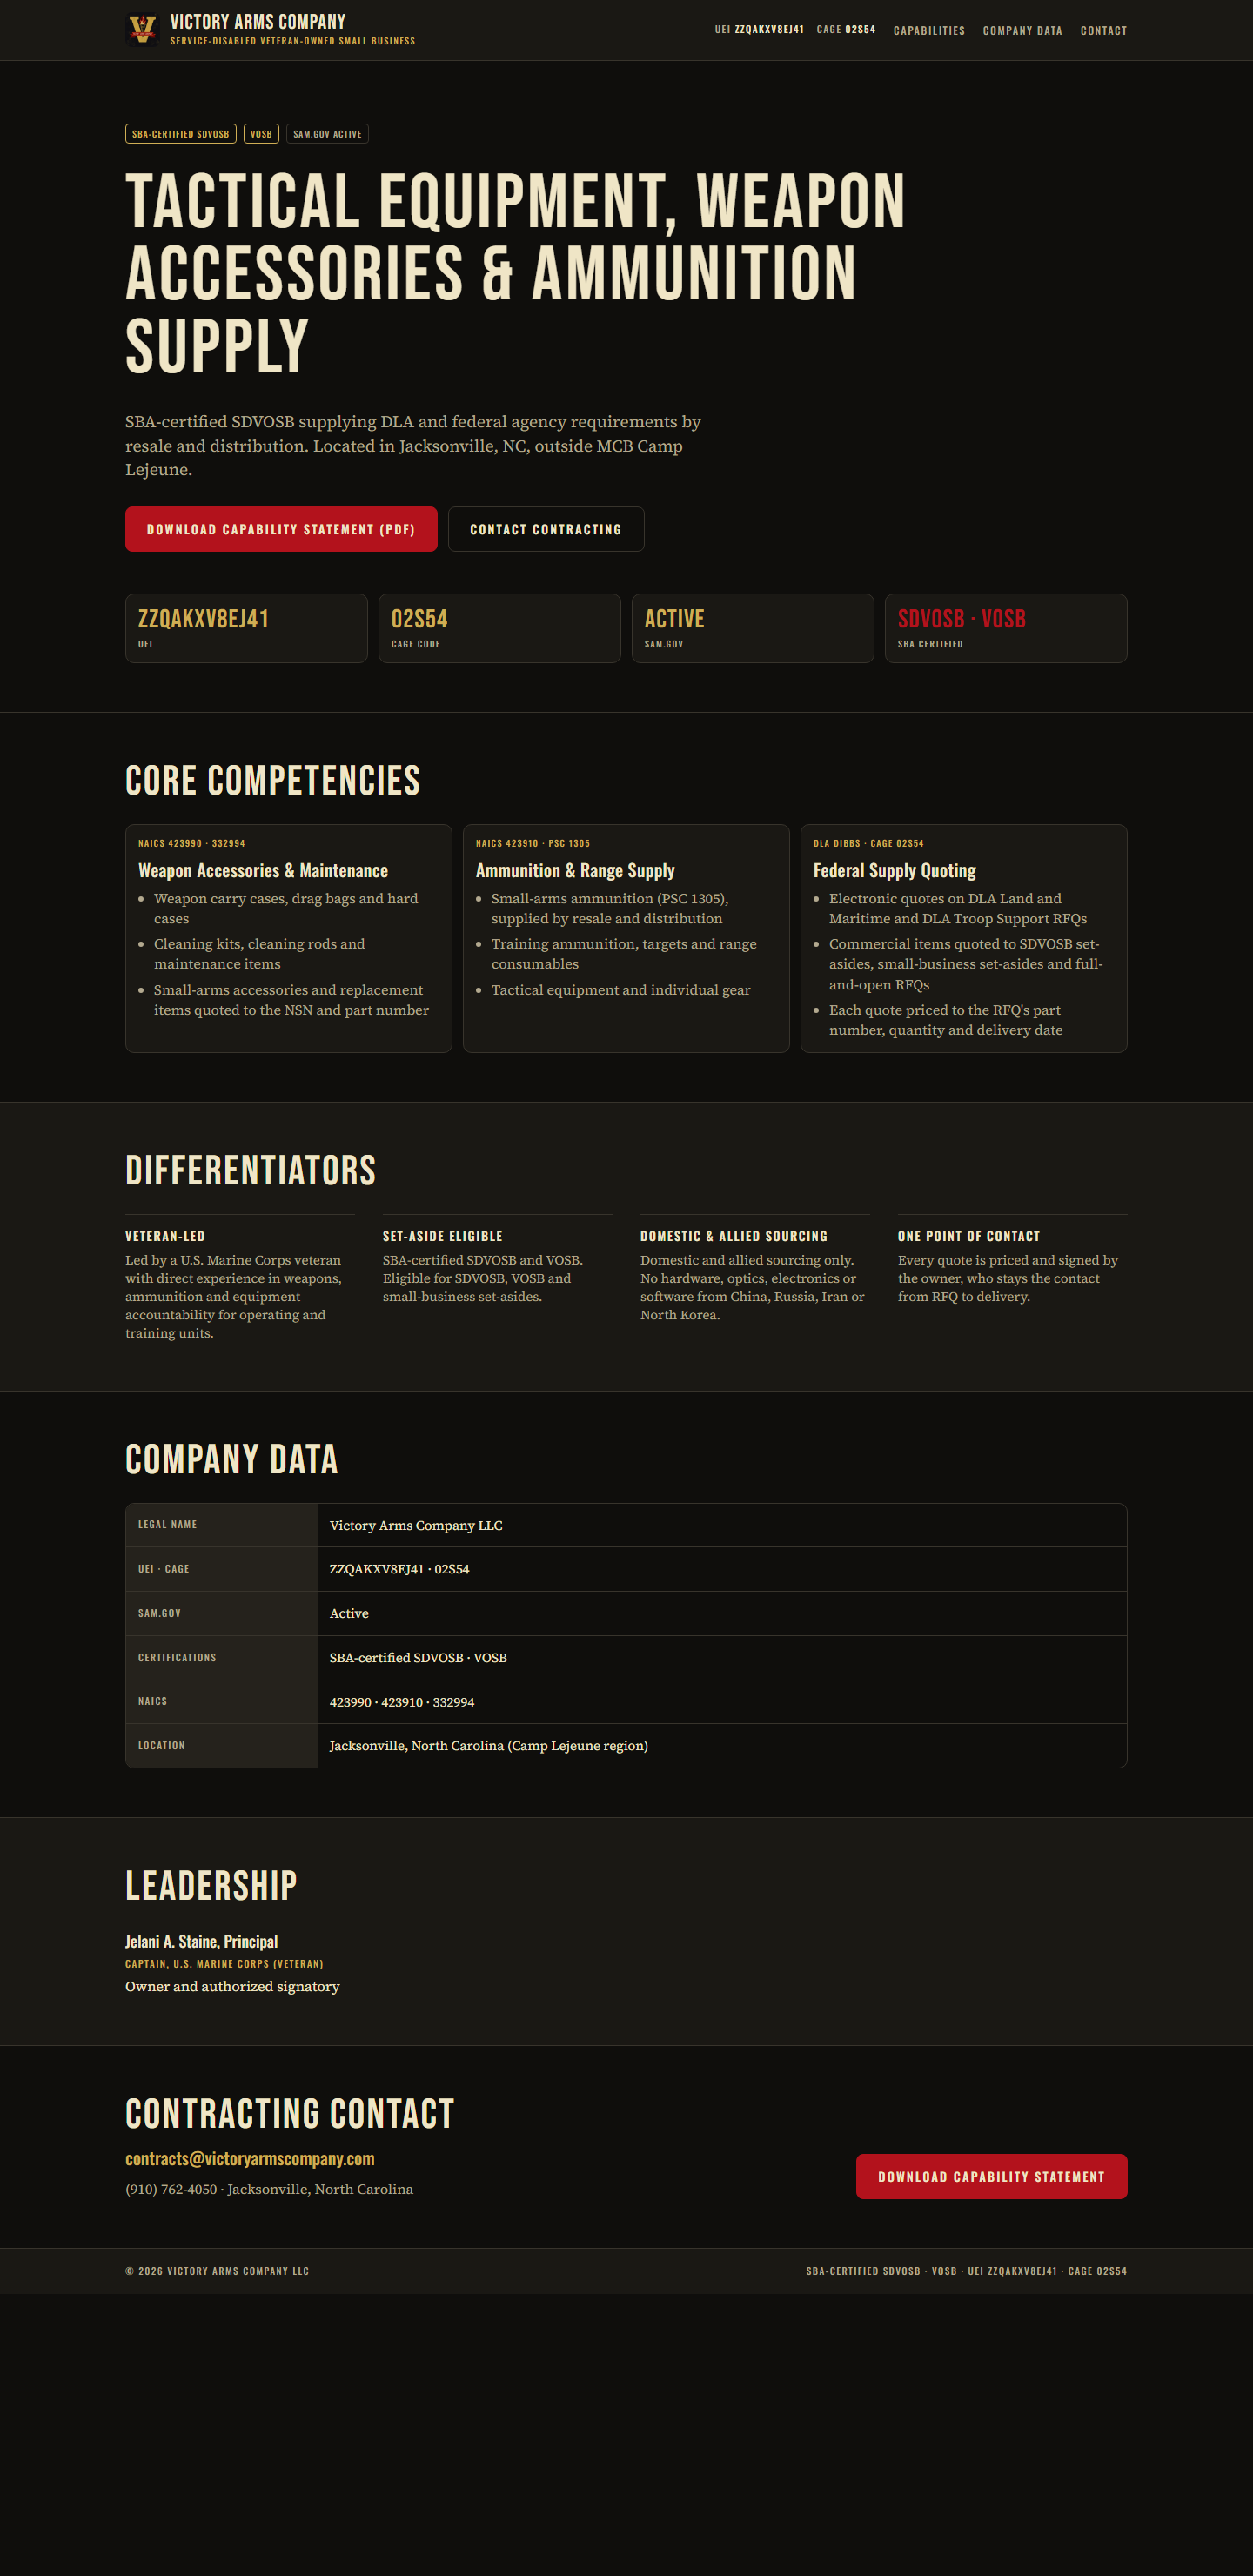 VICTORY ARMS COMPANY
SERVICE-DISABLED VETERAN-OWNED SMALL BUSINESS
UEI ZZQAKXV8EJ41 CAGE 02S54 CAPABILITIES COMPANY DATA CONTACT
SBA-CERTIFIED SDVOSB VOSB SAM.GOV ACTIVE
TACTICAL EQUIPMENT, WEAPON
ACCESSORIES & AMMUNITION
SUPPLY
SBA-certified SDVOSB supplying DLA and federal agency requirements by
resale and distribution. Located in Jacksonville, NC, outside MCB Camp
Lejeune.
DOWNLOAD CAPABILITY STATEMENT (PDF) CONTACT CONTRACTING
ZZQAKXV8EJ41
UEI
02S54
CAGE CODE
ACTIVE
SAM.GOV
SDVOSB · VOSB
SBA CERTIFIED
CORE COMPETENCIES
NAICS 423990 · 332994
Weapon Accessories & Maintenance
• Weapon carry cases, drag bags and hard
cases
• Cleaning kits, cleaning rods and
maintenance items
• Small-arms accessories and replacement
items quoted to the NSN and part number
NAICS 423910 · PSC 1305
Ammunition & Range Supply
• Small-arms ammunition (PSC 1305),
supplied by resale and distribution
• Training ammunition, targets and range
consumables
• Tactical equipment and individual gear
DLA DIBBS · CAGE 02S54
Federal Supply Quoting
• Electronic quotes on DLA Land and
Maritime and DLA Troop Support RFQs
• Commercial items quoted to SDVOSB set-
asides, small-business set-asides and full-
and-open RFQs
• Each quote priced to the RFQ's part
number, quantity and delivery date
DIFFERENTIATORS
VETERAN-LED
Led by a U.S. Marine Corps veteran
with direct experience in weapons,
ammunition and equipment
accountability for operating and
training units.
SET-ASIDE ELIGIBLE
SBA-certified SDVOSB and VOSB.
Eligible for SDVOSB, VOSB and
small-business set-asides.
DOMESTIC & ALLIED SOURCING
Domestic and allied sourcing only.
No hardware, optics, electronics or
software from China, Russia, Iran or
North Korea.
ONE POINT OF CONTACT
Every quote is priced and signed by
the owner, who stays the contact
from RFQ to delivery.
COMPANY DATA
LEGAL NAME Victory Arms Company LLC
UEI · CAGE ZZQAKXV8EJ41 · 02S54
SAM.GOV Active
CERTIFICATIONS SBA-certified SDVOSB · VOSB
NAICS 423990 · 423910 · 332994
LOCATION Jacksonville, North Carolina (Camp Lejeune region)
LEADERSHIP
Jelani A. Staine, Principal
CAPTAIN, U.S. MARINE CORPS (VETERAN)
Owner and authorized signatory
CONTRACTING CONTACT
contracts@victoryarmscompany.com
(910) 762-4050 · Jacksonville, North Carolina
DOWNLOAD CAPABILITY STATEMENT
© 2026 VICTORY ARMS COMPANY LLC
SBA-CERTIFIED SDVOSB · VOSB · UEI ZZQAKXV8EJ41 · CAGE 02S54